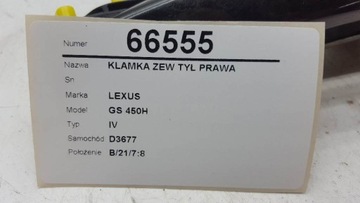 Numer 66555
Nazwa KLAMKA ZEW TYL PRAWA
Sn
Marka LEXUS
Model GS 450H
Typ IV
Samochód D3677
Położenie B/21/7:8